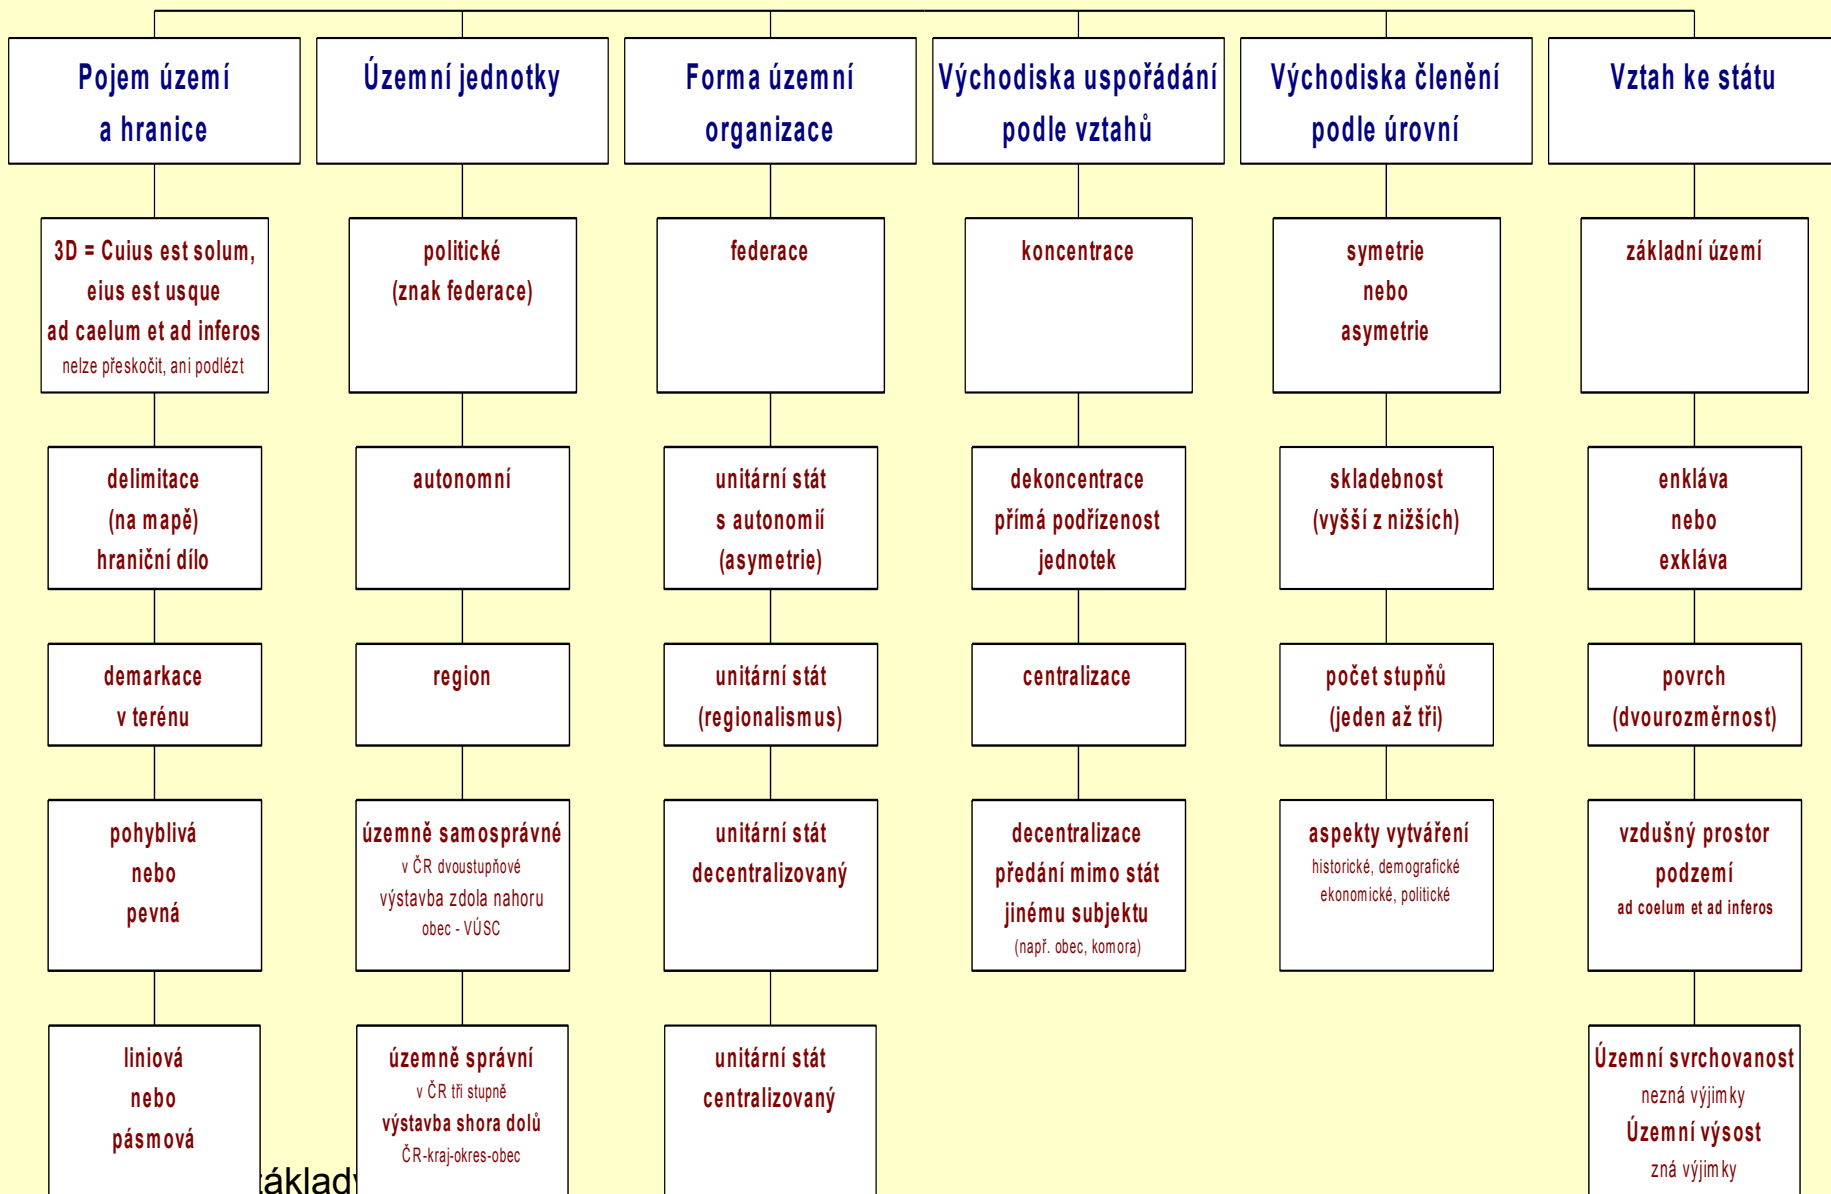 Pojem území
a hranice
3D = Cuius est solum,
eius est usque
ad caelum et ad inferos
nelze přeskočit, ani podlézt
delimitace
(na mapě)
hraniční dílo
demarkace
v terénu
pohyblivá
nebo
pevná
liniová
nebo
pásmová
Územní jednotky
politické
(znak federace)
autonomní
region
územně samosprávné
v ČR dvoustupňové
výstavba zdola nahoru
obec - VÚSC
územně správní
v ČR tři stupně
výstavba shora dolů
ČR-kraj-okres-obec
Forma územní
organizace
federace
unitární stát
s autonomií
(asymetrie)
unitární stát
(regionalismus)
unitární stát
decentralizovaný
unitární stát
centralizovaný
Východiska uspořádání
podle vztahů
koncentrace
dekoncentrace
přímá podřízenost
jednotek
centralizace
decentralizace
předání mimo stát
jinému subjektu
(např. obec, komora)
Východiska členění
podle úrovní
symetrie
nebo
asymetrie
skladebnost
(vyšší z nižších)
počet stupňů
(jeden až tři)
aspekty vytváření
historické, demografické
ekonomické, politické
Vztah ke státu
základní území
enkláva
nebo
exkláva
povrch
(dvourozměrnost)
vzdušný prostor
podzemí
ad coelum et ad inferos
Územní svrchovanost
nezná výjimky
Územní výsost
zná výjimky